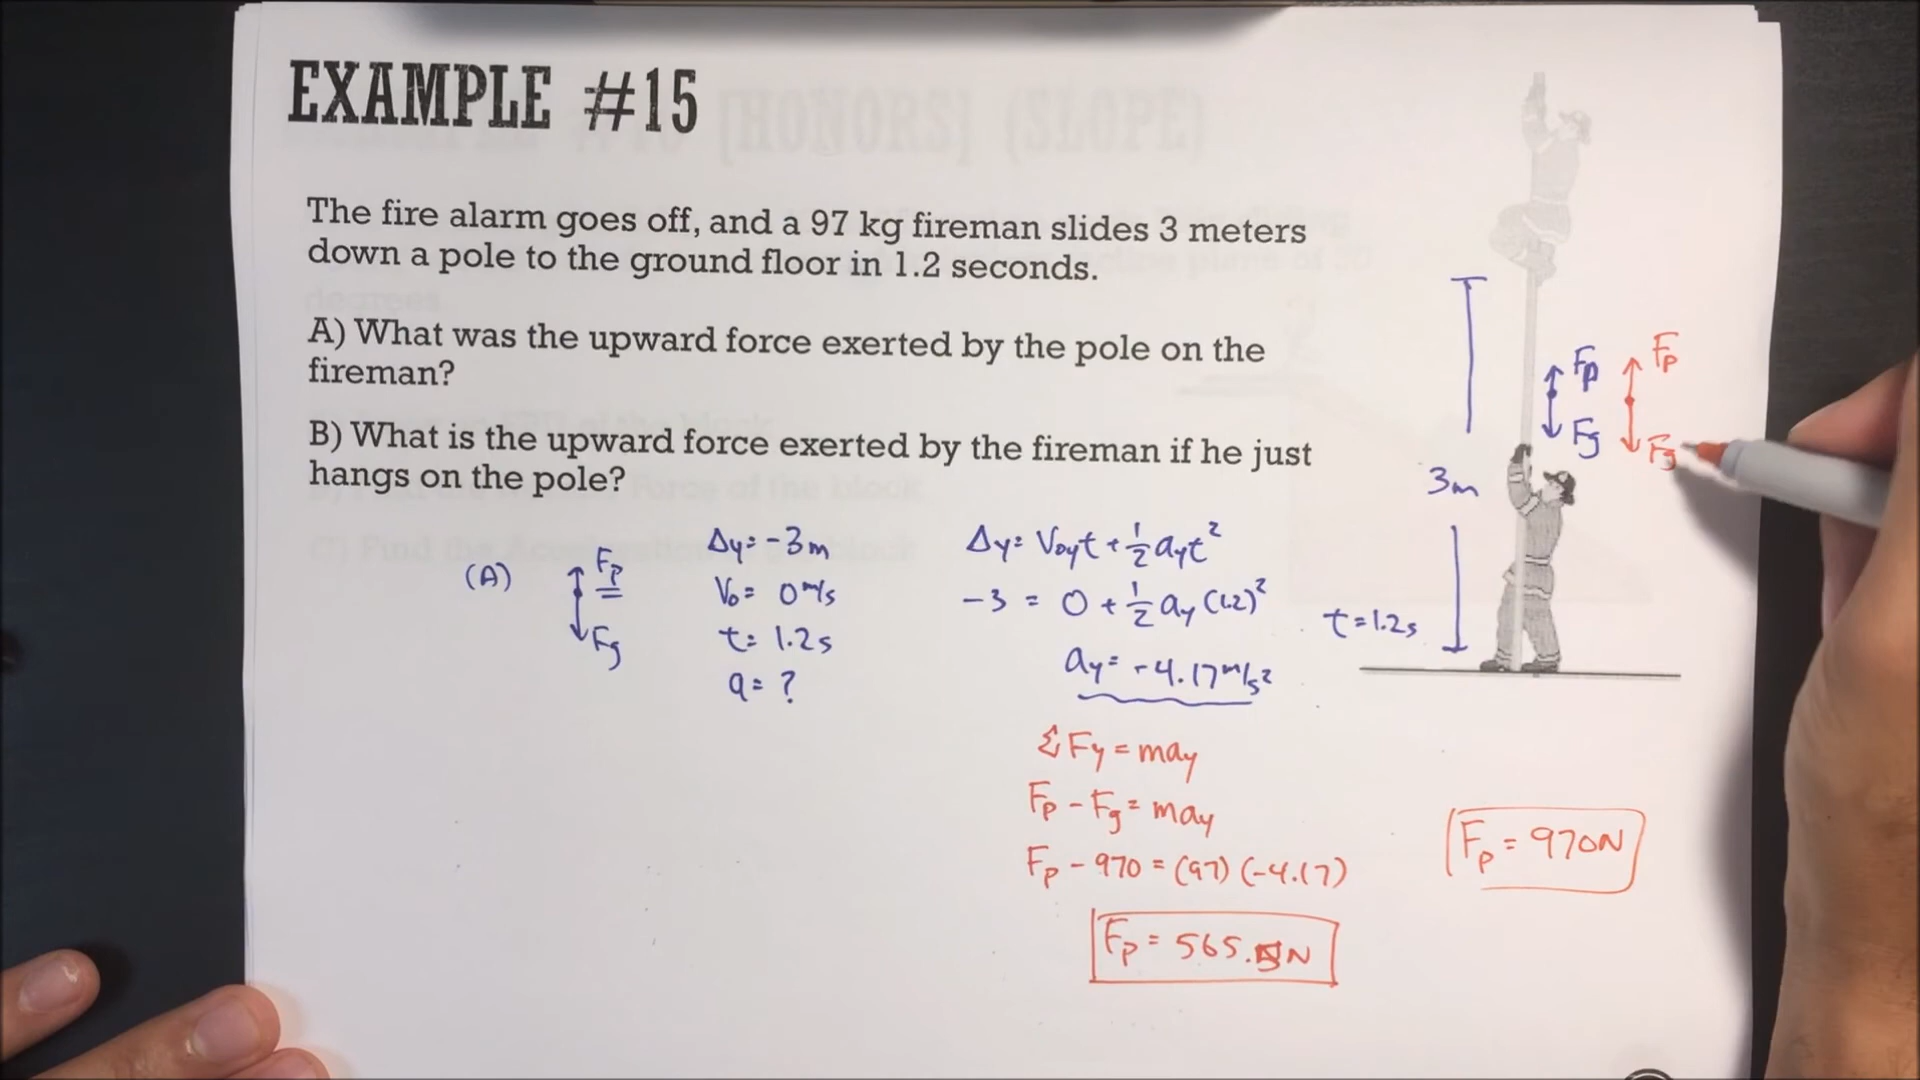 EXAMPLE #15
[HONORS] (SLOPE)
The fire alarm goes off, and a 97 kg fireman slides 3 meters
down a pole to the ground floor in 1.2 seconds.
A) What was the upward force exerted by the pole on the
fireman?
B) What is the upward force exerted by the fireman if he just
hangs on the pole?
(A)
Fp
Fg
Δy = -3m
V₀ = 0 m/s
t = 1.2s
a = ?
Δy = V₀yt + ½ayt²
-3 = 0 + ½ay(1.2)²
ay = -4.17 m/s²
ΣFy = may
Fp - Fg = may
Fp - 970 = (97)(-4.17)
Fp = 565.5N
Fp = 970N
3m
t = 1.2s
Fp
Fg
Fp
Fg